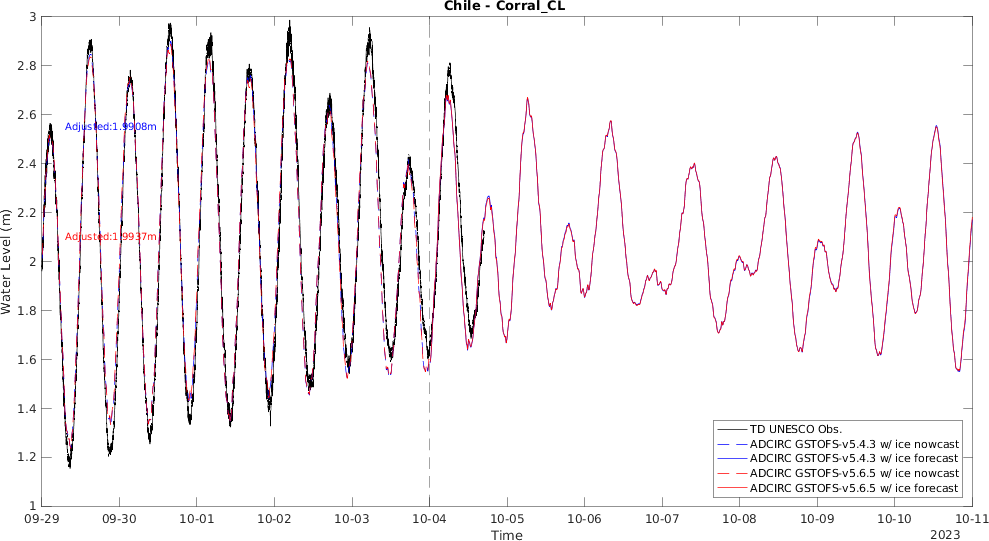 Chile - Corral_CL
3
2.8
2.6
2.4
2.2
2
1.8
1.6
1.4
1.2
1
Water Level (m)
Adjusted:1.9908m
Adjusted:1.9937m
TD UNESCO Obs.
ADCIRC GSTOFS-v5.4.3 w/ ice nowcast
ADCIRC GSTOFS-v5.4.3 w/ ice forecast
ADCIRC GSTOFS-v5.6.5 w/ ice nowcast
ADCIRC GSTOFS-v5.6.5 w/ ice forecast
09-29 09-30 10-01 10-02 10-03 10-04 10-05 10-06 10-07 10-08 10-09 10-10 10-11
Time
2023